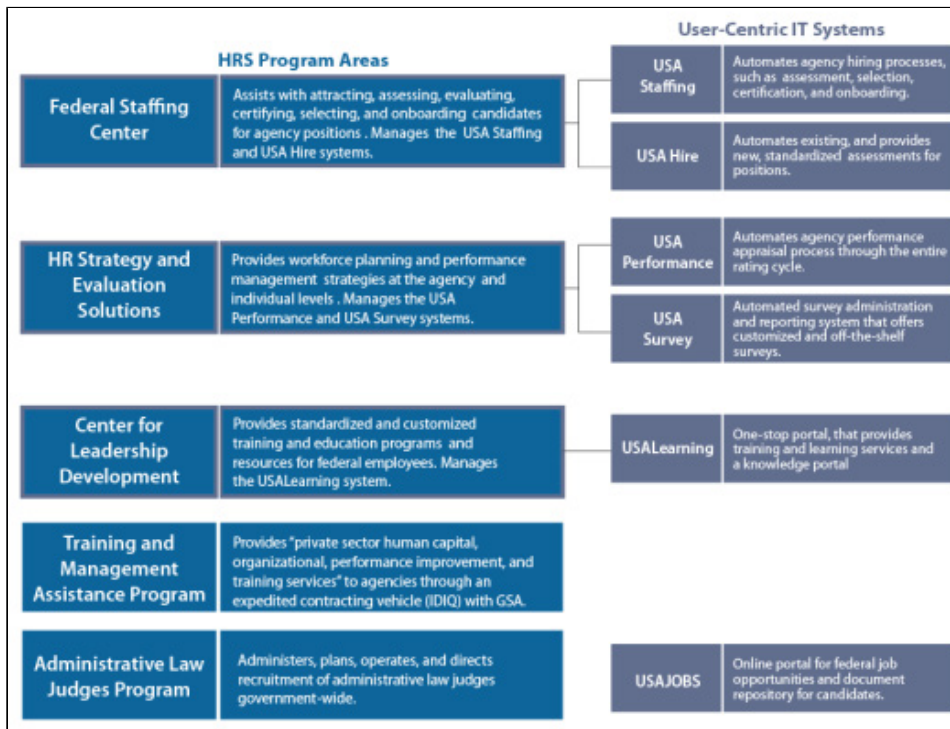 User-Centric IT Systems
HRS Program Areas
Federal Staffing
Center
Assists with attracting, assessing, evaluating,
certifying, selecting, and onboarding candidates
for agency positions . Manages the USA Staffing
and USA Hire systems.
USA
Staffing
Automates agency hiring processes,
such as assessment, selection,
certification, and onboarding.
USA Hire
Automates existing, and provides
new, standardized assessments for
positions.
HR Strategy and
Evaluation
Solutions
Provides workforce planning and performance
management strategies at the agency and
individual levels . Manages the USA
Performance and USA Survey systems.
USA
Performance
Automates agency performance
appraisal process through the entire
rating cycle.
USA
Survey
Automated survey administration
and reporting system that offers
customized and off-the-shelf
surveys.
Center for
Leadership
Development
Provides standardized and customized
training and education programs and
resources for federal employees. Manages
the USALearning system.
USALearning
One-stop portal, that provides
training and learning services and
a knowledge portal
Training and
Management
Assistance Program
Provides "private sector human capital,
organizational, performance improvement, and
training services" to agencies through an
expedited contracting vehicle (IDIQ) with GSA.
Administrative Law
Judges Program
Administers, plans, operates, and directs
recruitment of administrative law judges
government-wide.
USAJOBS
Online portal for federal job
opportunities and document
repository for candidates.